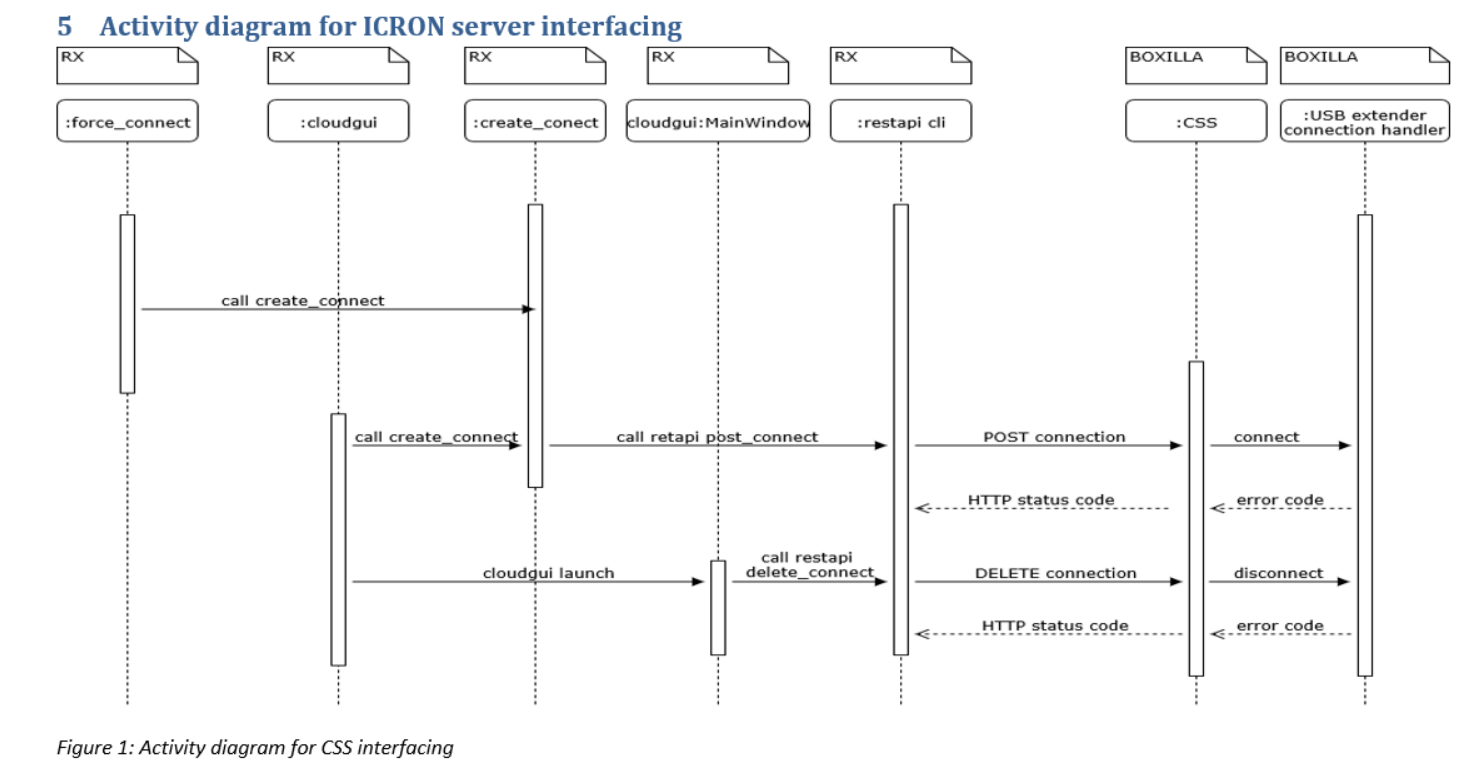 5 Activity diagram for ICRON server interfacing
RX
RX
RX
RX
RX
BOXILLA
BOXILLA
:force_connect
:cloudgui
:create_conect
cloudgui:MainWindow
:restapi cli
:CSS
:USB extender
connection handler
call create_connect
call create_connect
call retapi post_connect
POST connection
connect
HTTP status code
error code
cloudgui launch
call restapi
delete_connect
DELETE connection
disconnect
HTTP status code
error code
Figure 1: Activity diagram for CSS interfacing